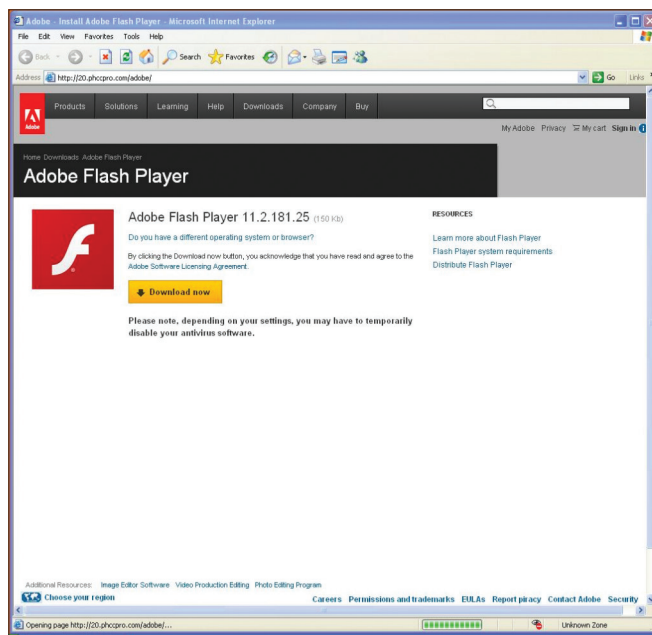 Adobe - Install Adobe Flash Player - Microsoft Internet Explorer
File Edit View Favorites Tools Help
Back Search Favorites
Address http://20.phccpro.com/adobe/ Go Links
Adobe Products Solutions Learning Help Downloads Company Buy
My Adobe Privacy My cart Sign in
Home Downloads Adobe Flash Player
Adobe Flash Player
Adobe Flash Player 11.2.181.25 (150 Kb)
Do you have a different operating system or browser?
By clicking the Download now button, you acknowledge that you have read and agree to the
Adobe Software Licensing Agreement.
Download now
Please note, depending on your settings, you may have to temporarily
disable your antivirus software.
RESOURCES
Learn more about Flash Player
Flash Player system requirements
Distribute Flash Player
Additional Resources: Image Editor Software Video Production Editing Photo Editing Program
Choose your region Careers Permissions and trademarks EULAs Report piracy Contact Adobe Security
Opening page http://20.phccpro.com/adobe/... Unknown Zone